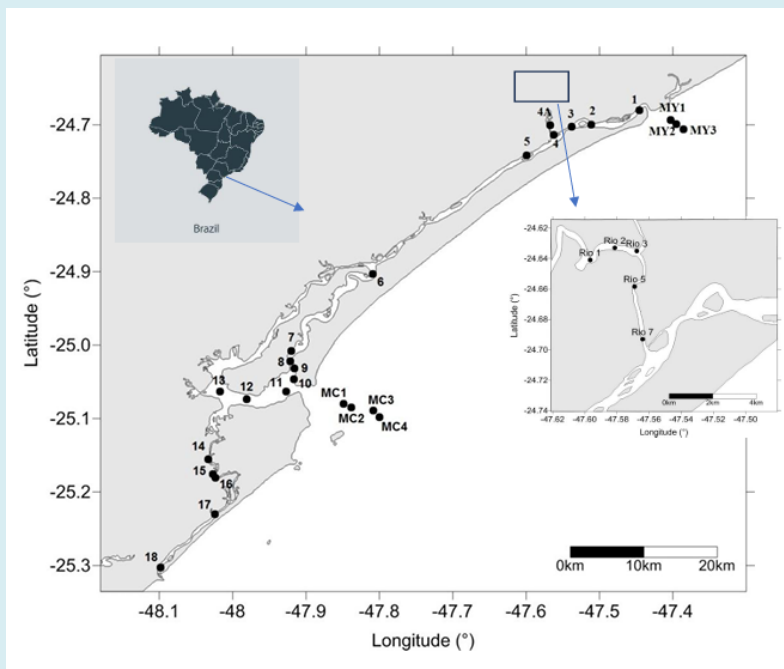 Brazil
Latitude (°)
-24.7
-24.8
-24.9
-25.0
-25.1
-25.2
-25.3
-48.1 -48 -47.9 -47.8 -47.7 -47.6 -47.5 -47.4
Longitude (°)
1
2
3
4A
4
5
6
7
8
9
10
11
12
13
14
15
16
17
18
MY1
MY2
MY3
MC1
MC2
MC3
MC4
0km 10km 20km
Latitude (°)
-24.62
-24.64
-24.66
-24.68
-24.70
-24.72
-24.74
-47.62 -47.60 -47.58 -47.56 -47.54 -47.52 -47.50
Longitude (°)
Rio 1
Rio 2
Rio 3
Rio 5
Rio 7
0km 2km 4km